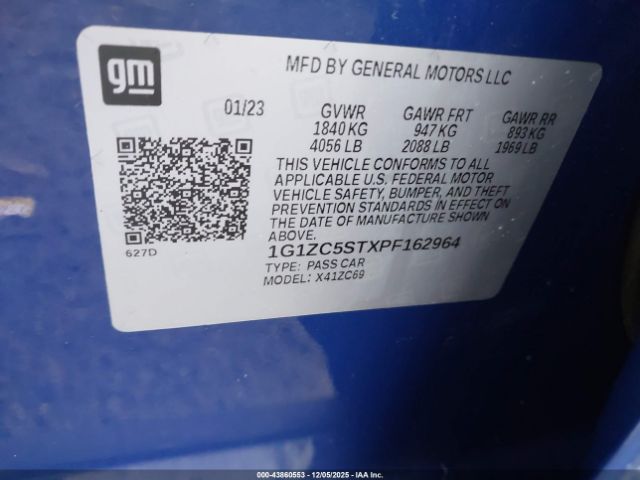 gm
MFD BY GENERAL MOTORS LLC
01/23 GVWR GAWR FRT GAWR RR
1840 KG 947 KG 893 KG
4056 LB 2088 LB 1969 LB
THIS VEHICLE CONFORMS TO ALL
APPLICABLE U.S. FEDERAL MOTOR
VEHICLE SAFETY, BUMPER, AND THEFT
PREVENTION STANDARDS IN EFFECT ON
THE DATE OF MANUFACTURE SHOWN
ABOVE.
627D
1G1ZC5STXPF162964
TYPE: PASS CAR
MODEL: X41ZC69
000-43860553 - 12/05/2025 - IAA Inc.